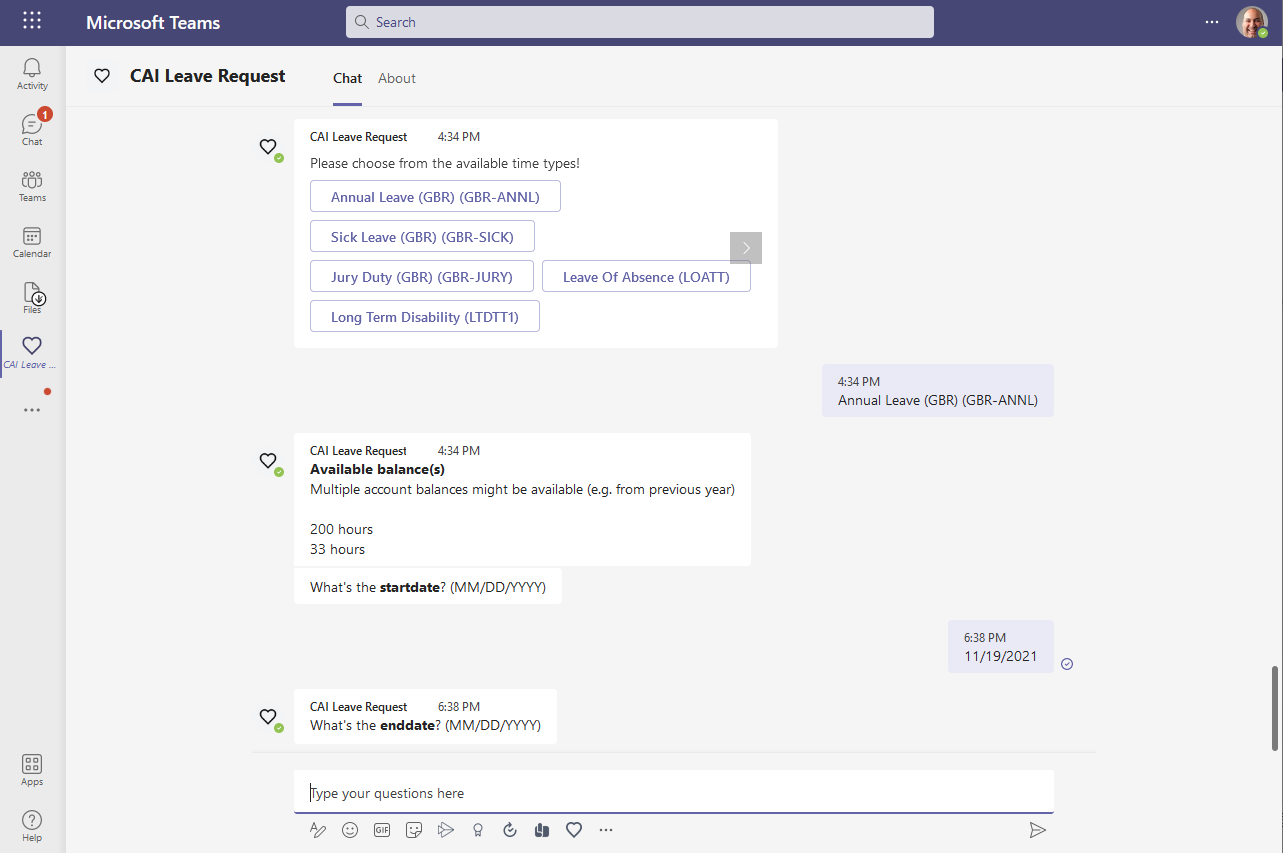 Microsoft Teams
Search
Activity
1
Chat
Teams
Calendar
Files
CAI Leave ...
Apps
Help
CAI Leave Request
Chat
About
CAI Leave Request 4:34 PM
Please choose from the available time types!
Annual Leave (GBR) (GBR-ANNL)
Sick Leave (GBR) (GBR-SICK)
Jury Duty (GBR) (GBR-JURY)
Leave Of Absence (LOATT)
Long Term Disability (LTDTT1)
4:34 PM
Annual Leave (GBR) (GBR-ANNL)
CAI Leave Request 4:34 PM
Available balance(s)
Multiple account balances might be available (e.g. from previous year)
200 hours
33 hours
What's the startdate? (MM/DD/YYYY)
6:38 PM
11/19/2021
CAI Leave Request 6:38 PM
What's the enddate? (MM/DD/YYYY)
Type your questions here
GIF